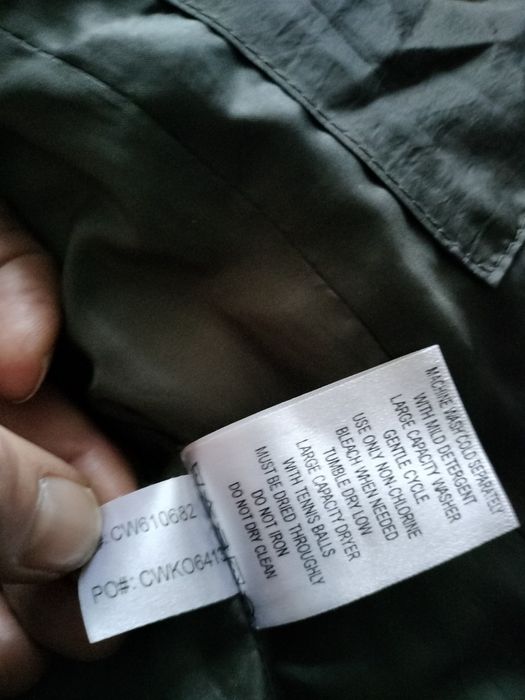 MACHINE WASH COLD SEPARATELY
WITH MILD DETERGENT
LARGE CAPACITY WASHER
GENTLE CYCLE
USE ONLY NON-CHLORINE
BLEACH WHEN NEEDED
TUMBLE DRY LOW
LARGE CAPACITY DRYER
WITH TENNIS BALLS
MUST BE DRIED THROUGHLY
DO NOT IRON
DO NOT DRY CLEAN
CW610682
PO#: CWKO641